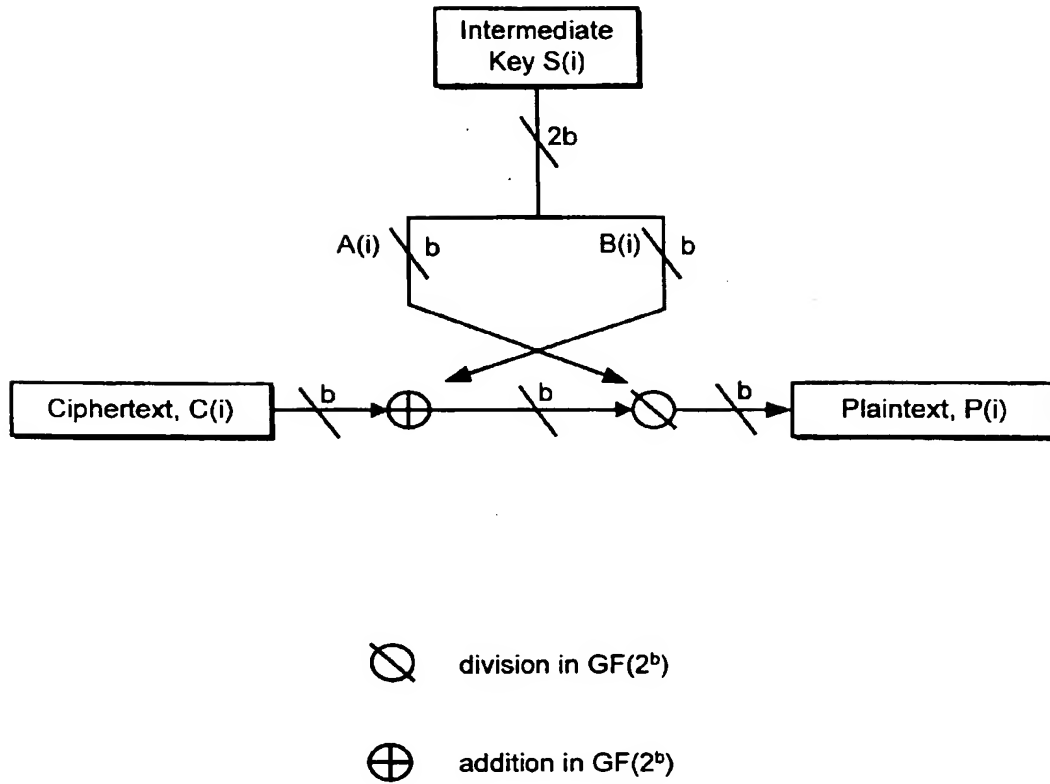 Intermediate
Key S(i)
2b
A(i)
b
B(i)
b
Ciphertext, C(i)
b
b
b
Plaintext, P(i)
division in GF(2ᵇ)
addition in GF(2ᵇ)